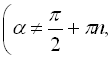 (α ≠ π/2 + πn,